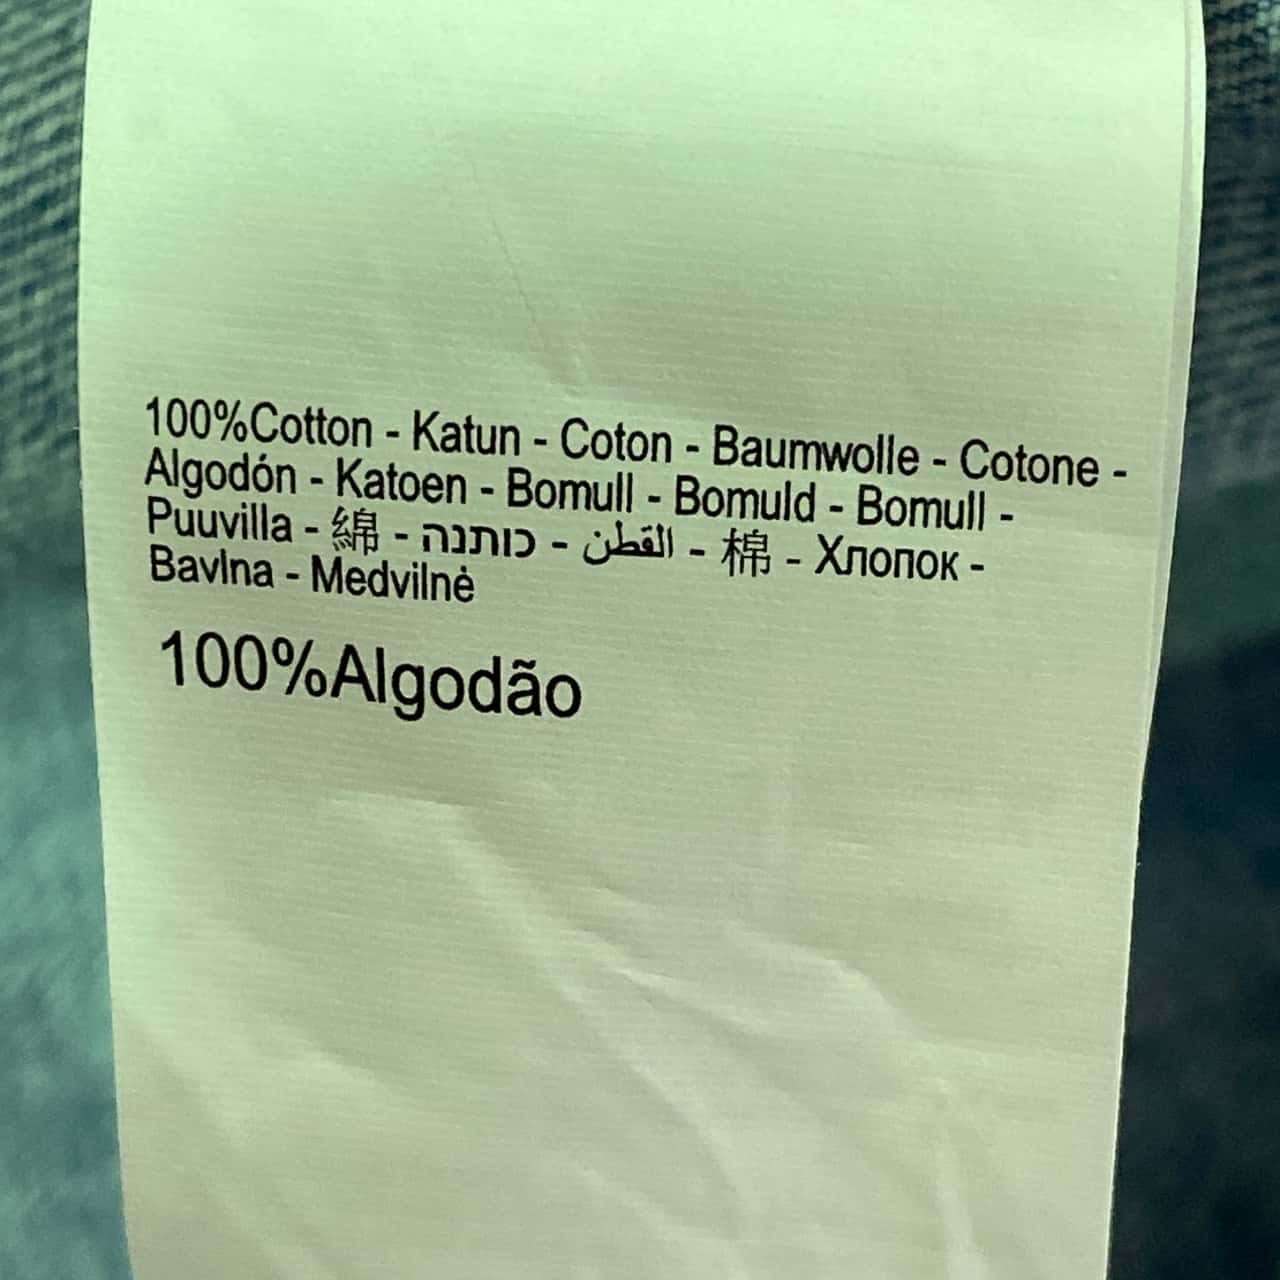 100%Cotton - Katun - Coton - Baumwolle - Cotone -
Algodón - Katoen - Bomull - Bomuld - Bomull -
Puuvilla - 綿 - כותנה - القطن - 棉 - Хлопок -
Bavlna - Medvilnė
100%Algodão